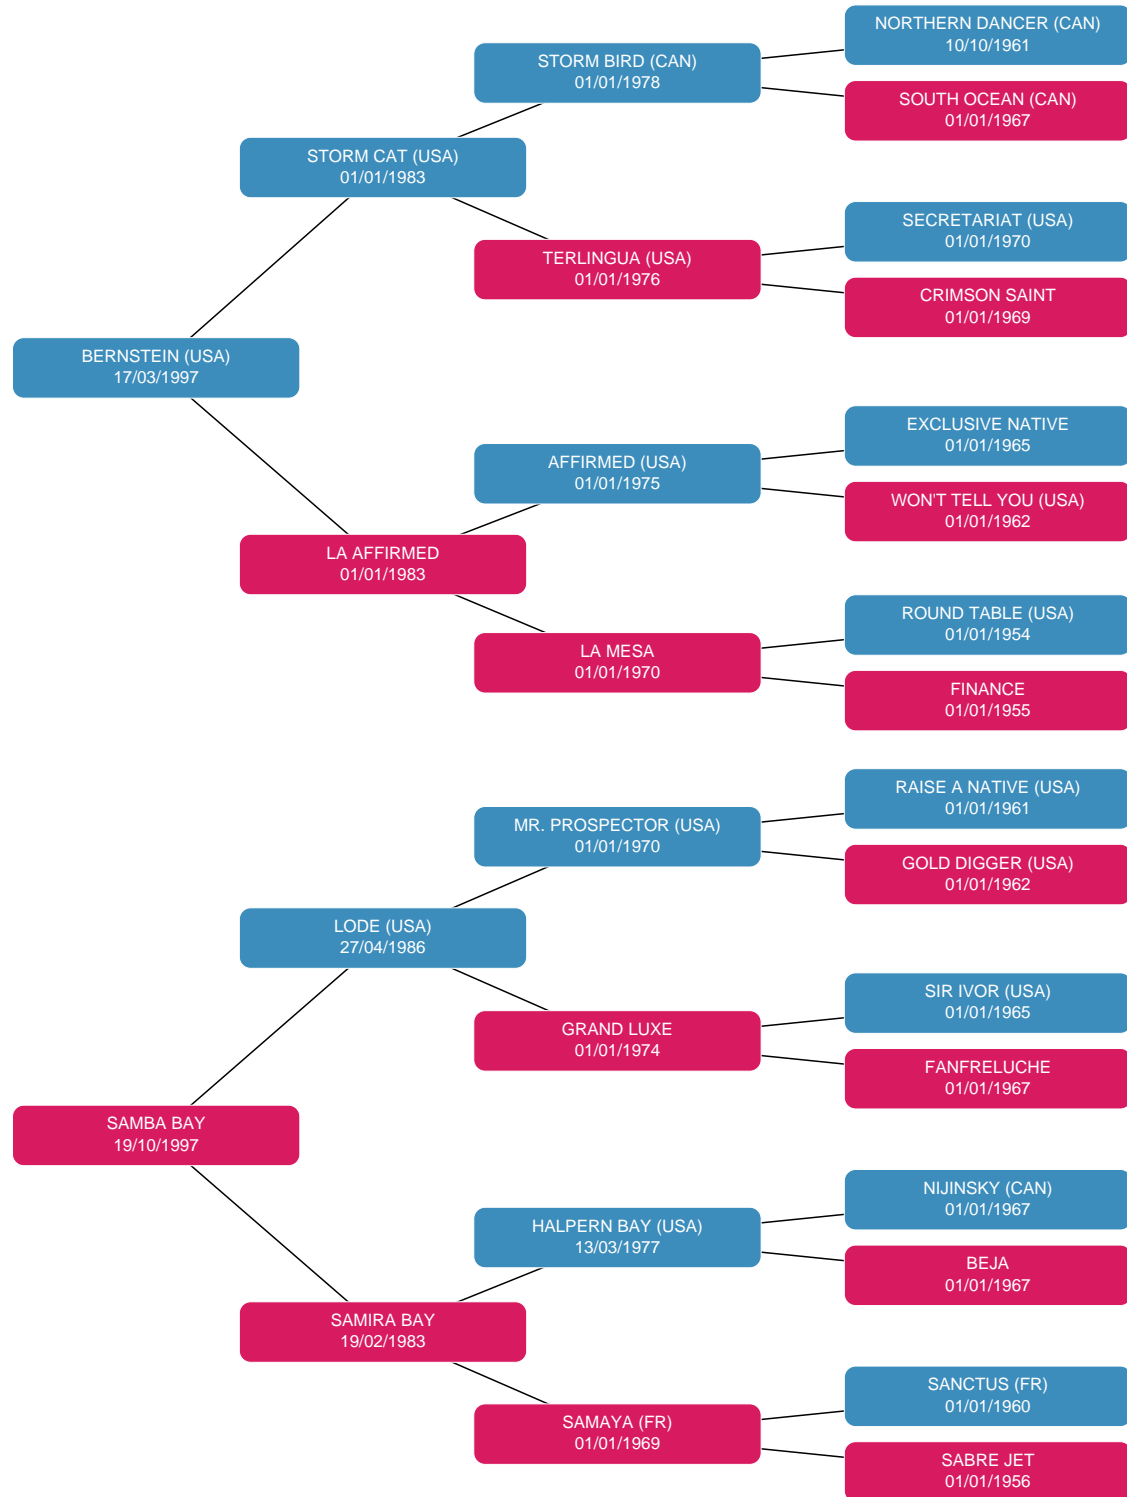 NORTHERN DANCER (CAN)
10/10/1961
STORM BIRD (CAN)
01/01/1978
SOUTH OCEAN (CAN)
01/01/1967
STORM CAT (USA)
01/01/1983
SECRETARIAT (USA)
01/01/1970
TERLINGUA (USA)
01/01/1976
CRIMSON SAINT
01/01/1969
BERNSTEIN (USA)
17/03/1997
EXCLUSIVE NATIVE
01/01/1965
AFFIRMED (USA)
01/01/1975
WON'T TELL YOU (USA)
01/01/1962
LA AFFIRMED
01/01/1983
ROUND TABLE (USA)
01/01/1954
LA MESA
01/01/1970
FINANCE
01/01/1955
RAISE A NATIVE (USA)
01/01/1961
MR. PROSPECTOR (USA)
01/01/1970
GOLD DIGGER (USA)
01/01/1962
LODE (USA)
27/04/1986
SIR IVOR (USA)
01/01/1965
GRAND LUXE
01/01/1974
FANFRELUCHE
01/01/1967
SAMBA BAY
19/10/1997
NIJINSKY (CAN)
01/01/1967
HALPERN BAY (USA)
13/03/1977
BEJA
01/01/1967
SAMIRA BAY
19/02/1983
SANCTUS (FR)
01/01/1960
SAMAYA (FR)
01/01/1969
SABRE JET
01/01/1956